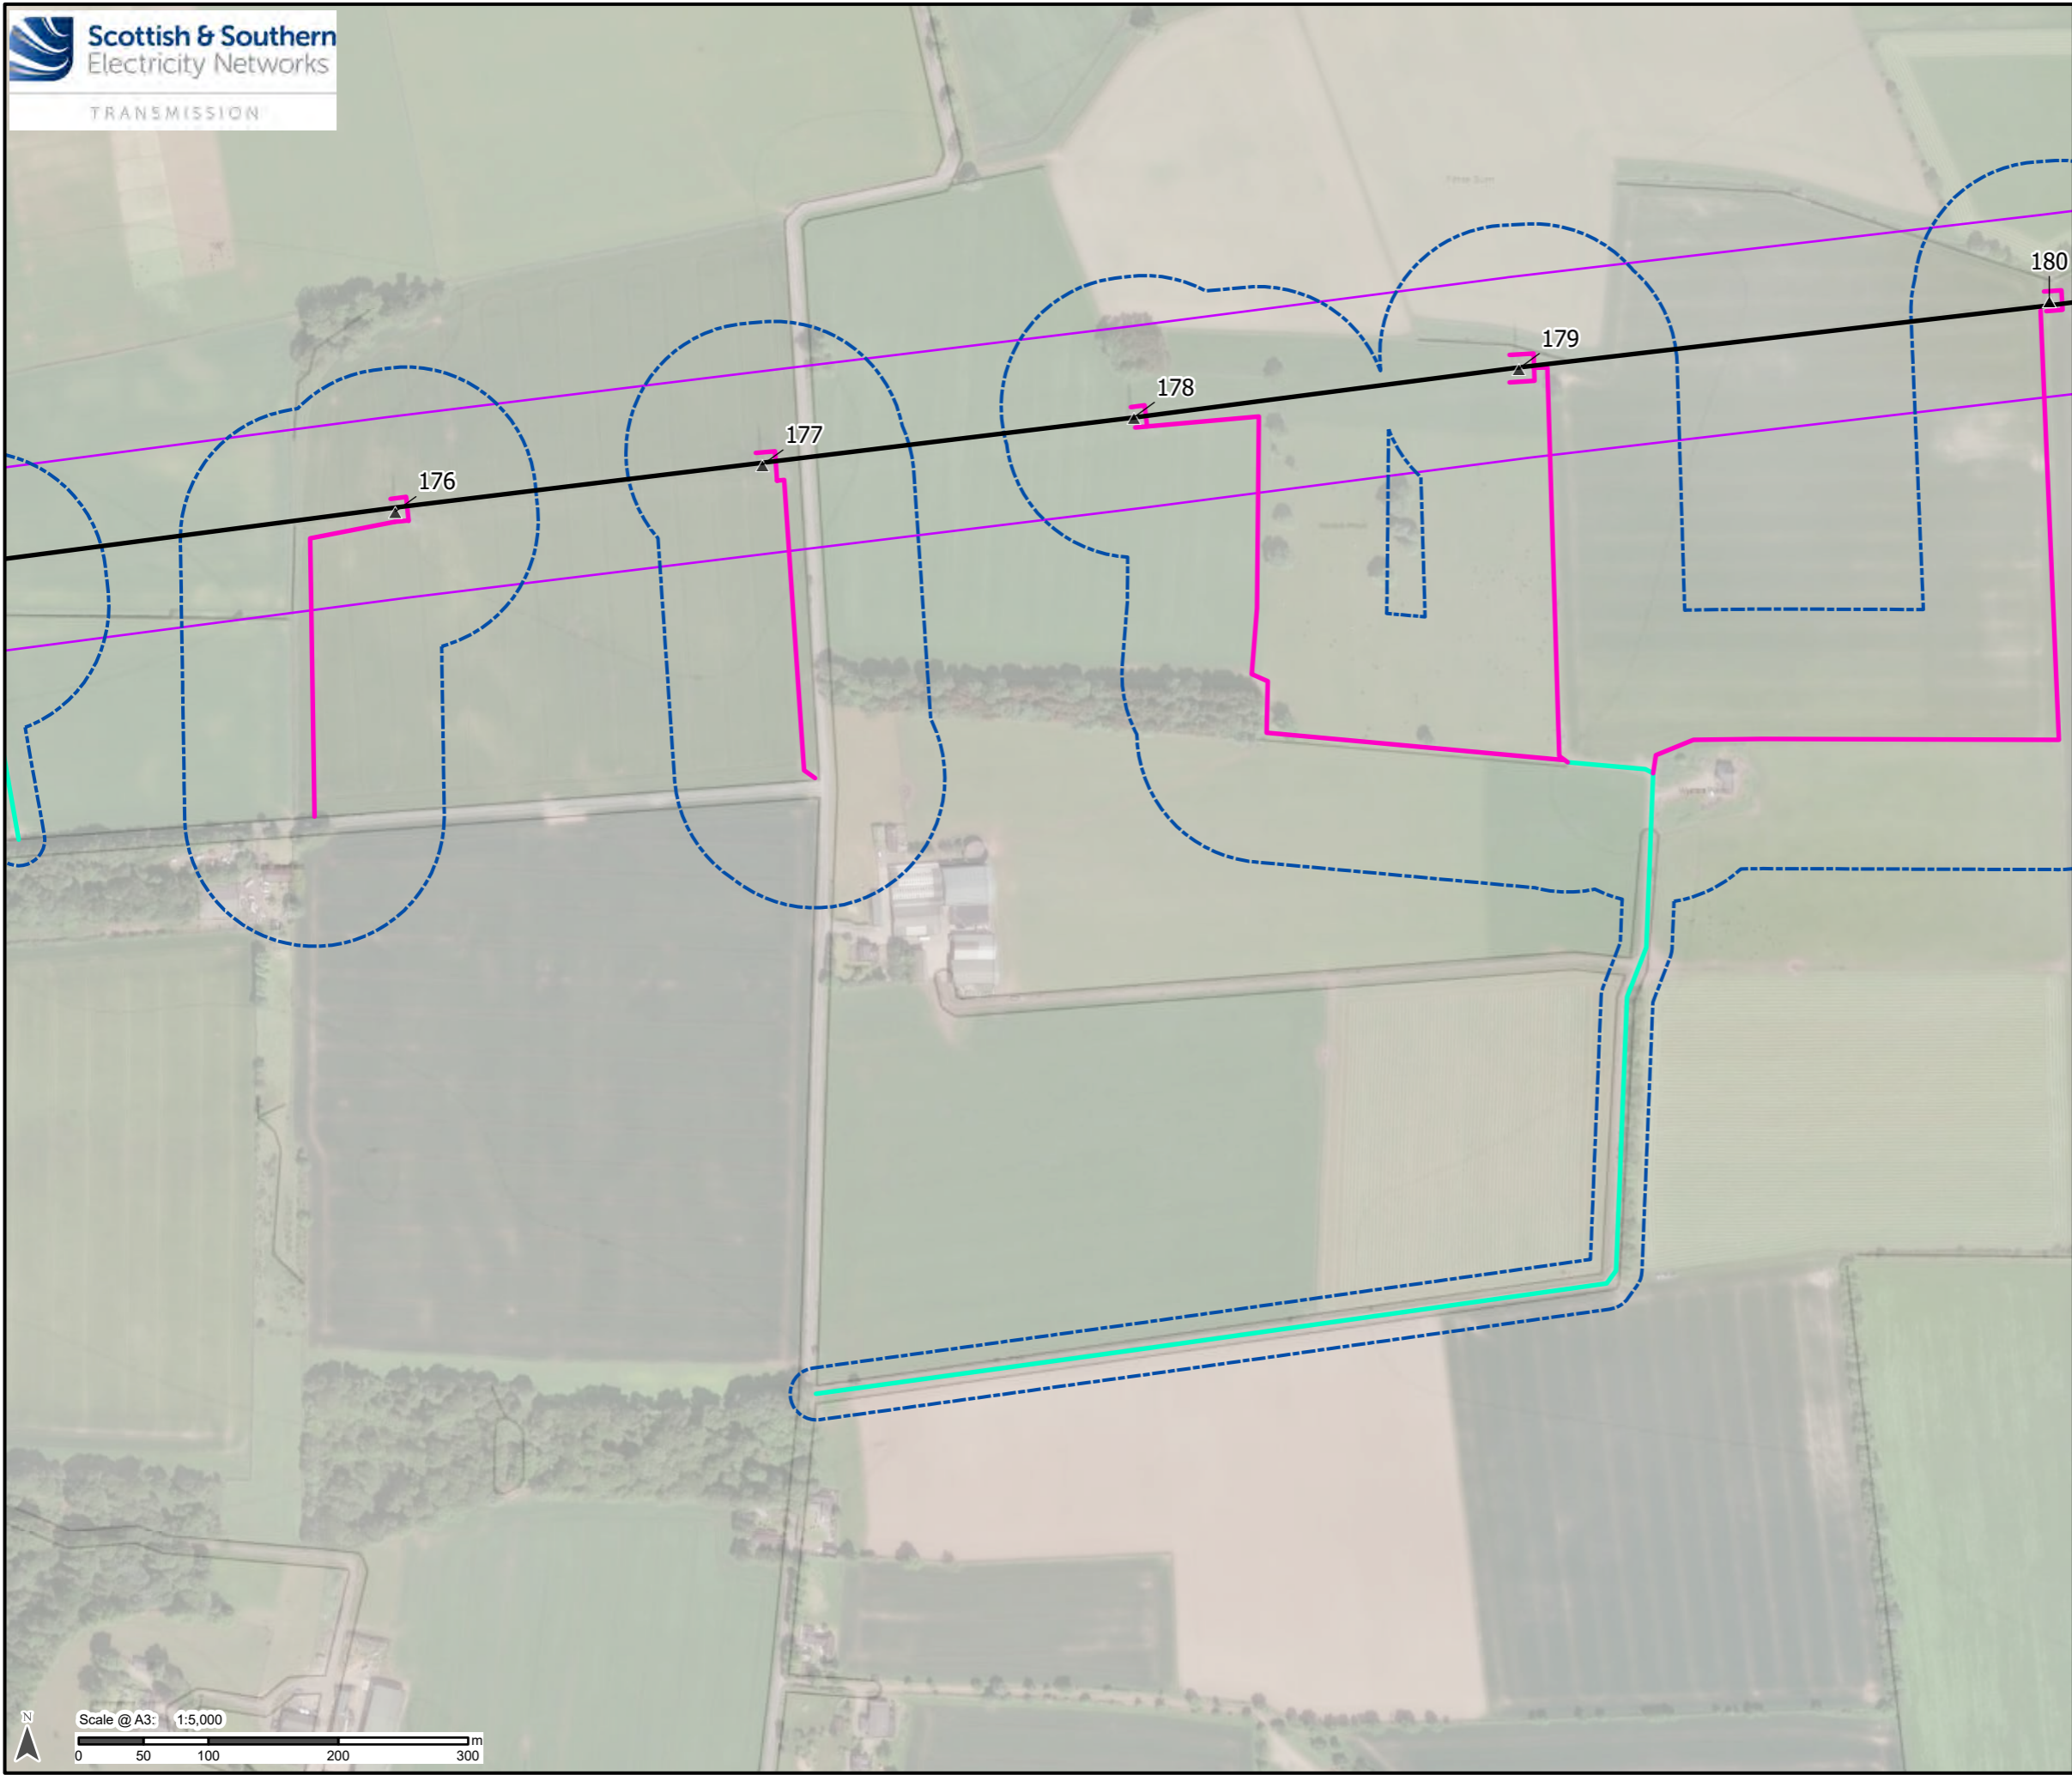 Scottish & Southern
Electricity Networks
TRANSMISSION
180
179
178
177
176
N
Scale @ A3: 1:5,000
m
0 50 100 200 300